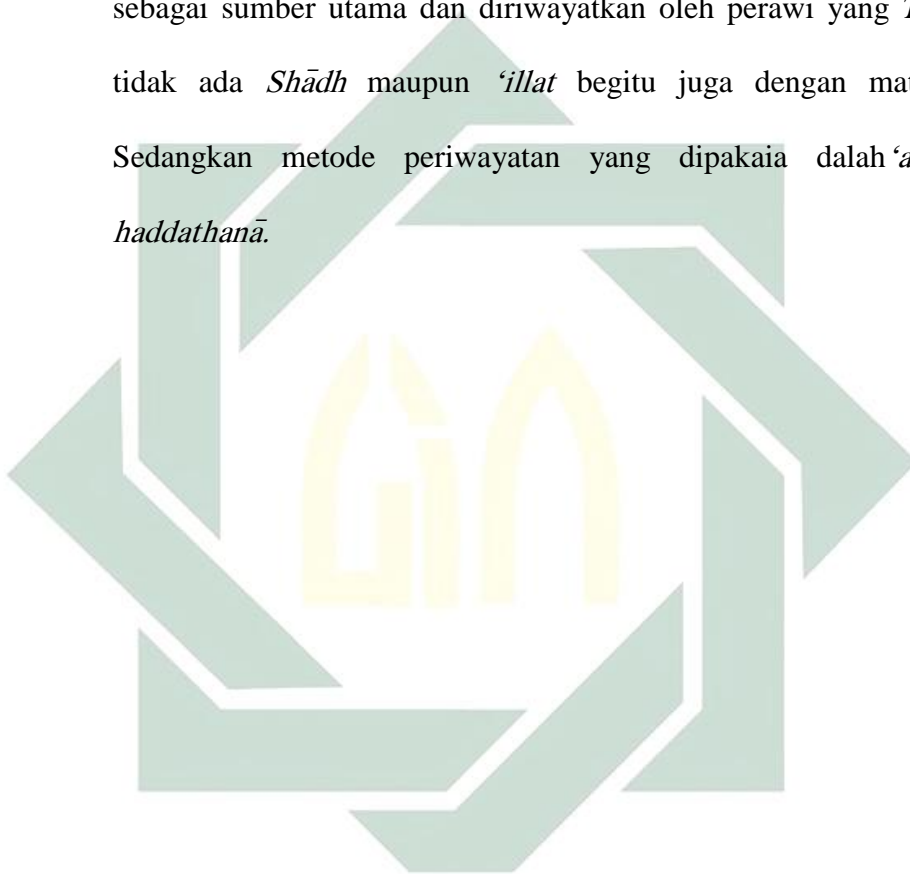 sebagai sumber utama dan diriwayatkan oleh perawi yang
tidak ada Shādh maupun ‘illat begitu juga dengan
Sedangkan metode periwayatan yang dipakaia dalah
haddathanā.